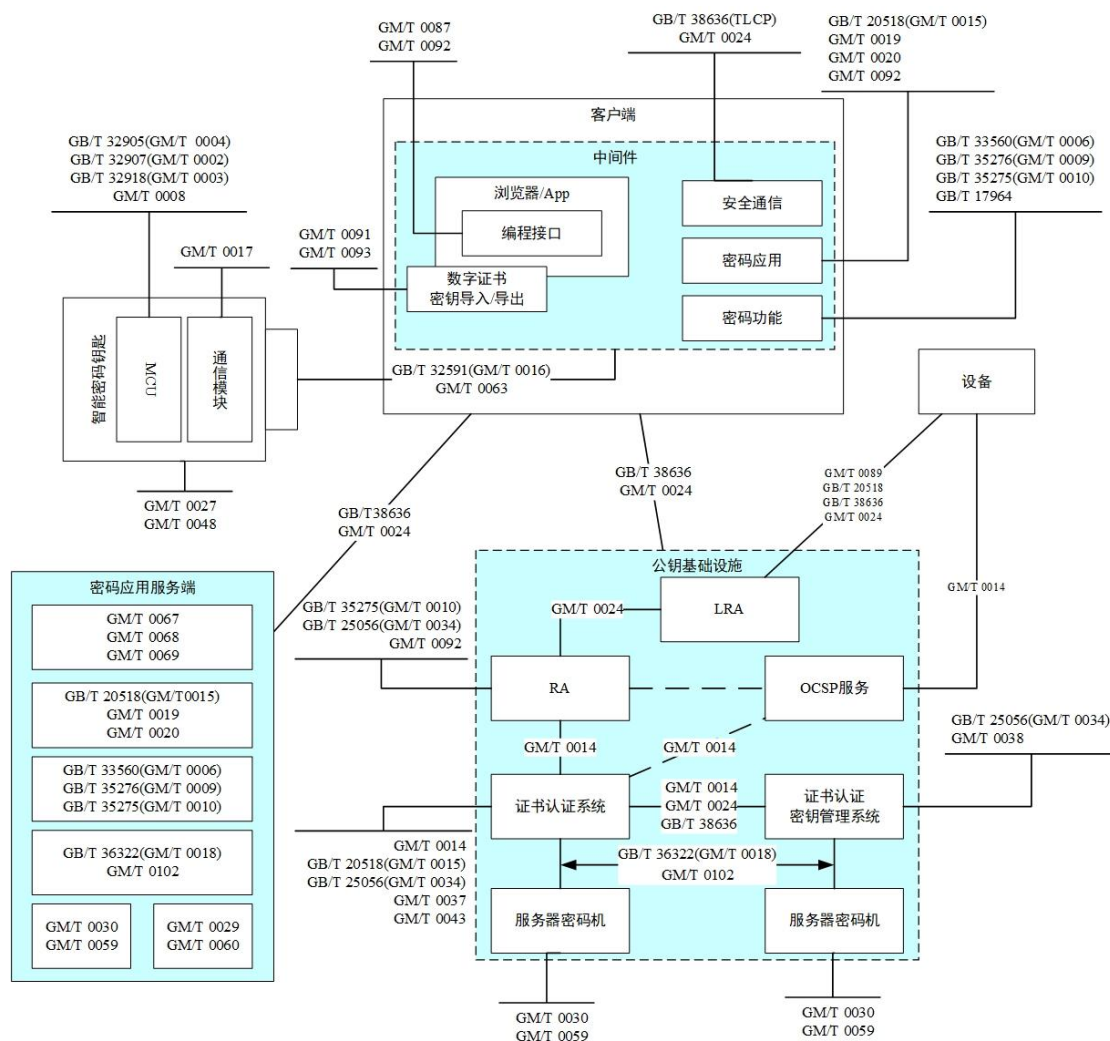 GM/T 0087
GM/T 0092
GB/T 38636(TLCP)
GM/T 0024
GB/T 20518(GM/T 0015)
GM/T 0019
GM/T 0020
GM/T 0092
客户端
中间件
GB/T 32905(GM/T  0004)
GB/T 32907(GM/T 0002)
GB/T 32918(GM/T 0003)
GM/T 0008
GB/T 33560(GM/T 0006)
GB/T 35276(GM/T 0009)
GB/T 35275(GM/T 0010)
GB/T 17964
浏览器/App
编程接口
安全通信
GM/T 0017
GM/T 0091
GM/T 0093
数字证书
密钥导入/导出
密码应用
密码功能
智能密码钥匙
MCU
通信模块
GB/T 32591(GM/T 0016)
GM/T 0063
设备
GM/T 0027
GM/T 0048
GB/T38636
GM/T 0024
GB/T 38636
GM/T 0024
GM/T 0089
GB/T 20518
GB/T 38636
GM/T 0024
密码应用服务端
GM/T 0067
GM/T 0068
GM/T 0069
GB/T 20518(GM/T0015)
GM/T 0019
GM/T 0020
GB/T 33560(GM/T 0006)
GB/T 35276(GM/T 0009)
GB/T 35275(GM/T 0010)
GB/T 36322(GM/T 0018)
GM/T 0102
GM/T 0030
GM/T 0059
GM/T 0029
GM/T 0060
公钥基础设施
LRA
GM/T 0024
GM/T 0014
GB/T 35275(GM/T 0010)
GB/T 25056(GM/T 0034)
GM/T 0092
RA
OCSP服务
GM/T 0014
GM/T 0014
GB/T 25056(GM/T 0034)
GM/T 0038
证书认证系统
GM/T 0014
GM/T 0024
GB/T 38636
证书认证
密钥管理系统
GM/T 0014
GB/T 20518(GM/T 0015)
GB/T 25056(GM/T 0034)
GM/T 0037
GM/T 0043
GB/T 36322(GM/T 0018)
GM/T 0102
服务器密码机
服务器密码机
GM/T 0030
GM/T 0059
GM/T 0030
GM/T 0059